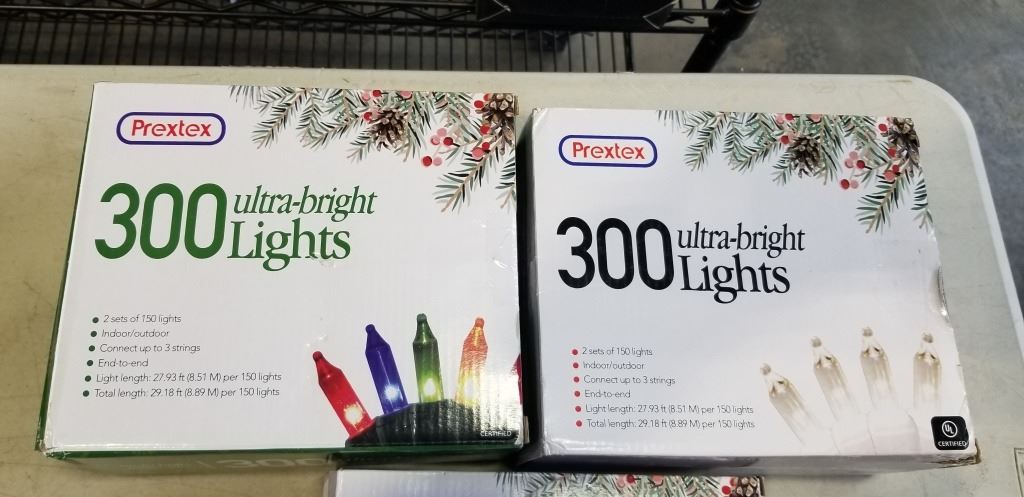 Prextex
300 ultra-bright
Lights
2 sets of 150 lights
Indoor/outdoor
Connect up to 3 strings
End-to-end
Light length: 27.93 ft (8.51 M) per 150 lights
Total length: 29.18 ft (8.89 M) per 150 lights
CERTIFIED
300
Prextex
300 ultra-bright
Lights
2 sets of 150 lights
Indoor/outdoor
Connect up to 3 strings
End-to-end
Light length: 27.93 ft (8.51 M) per 150 lights
Total length: 29.18 ft (8.89 M) per 150 lights
UL
CERTIFIED